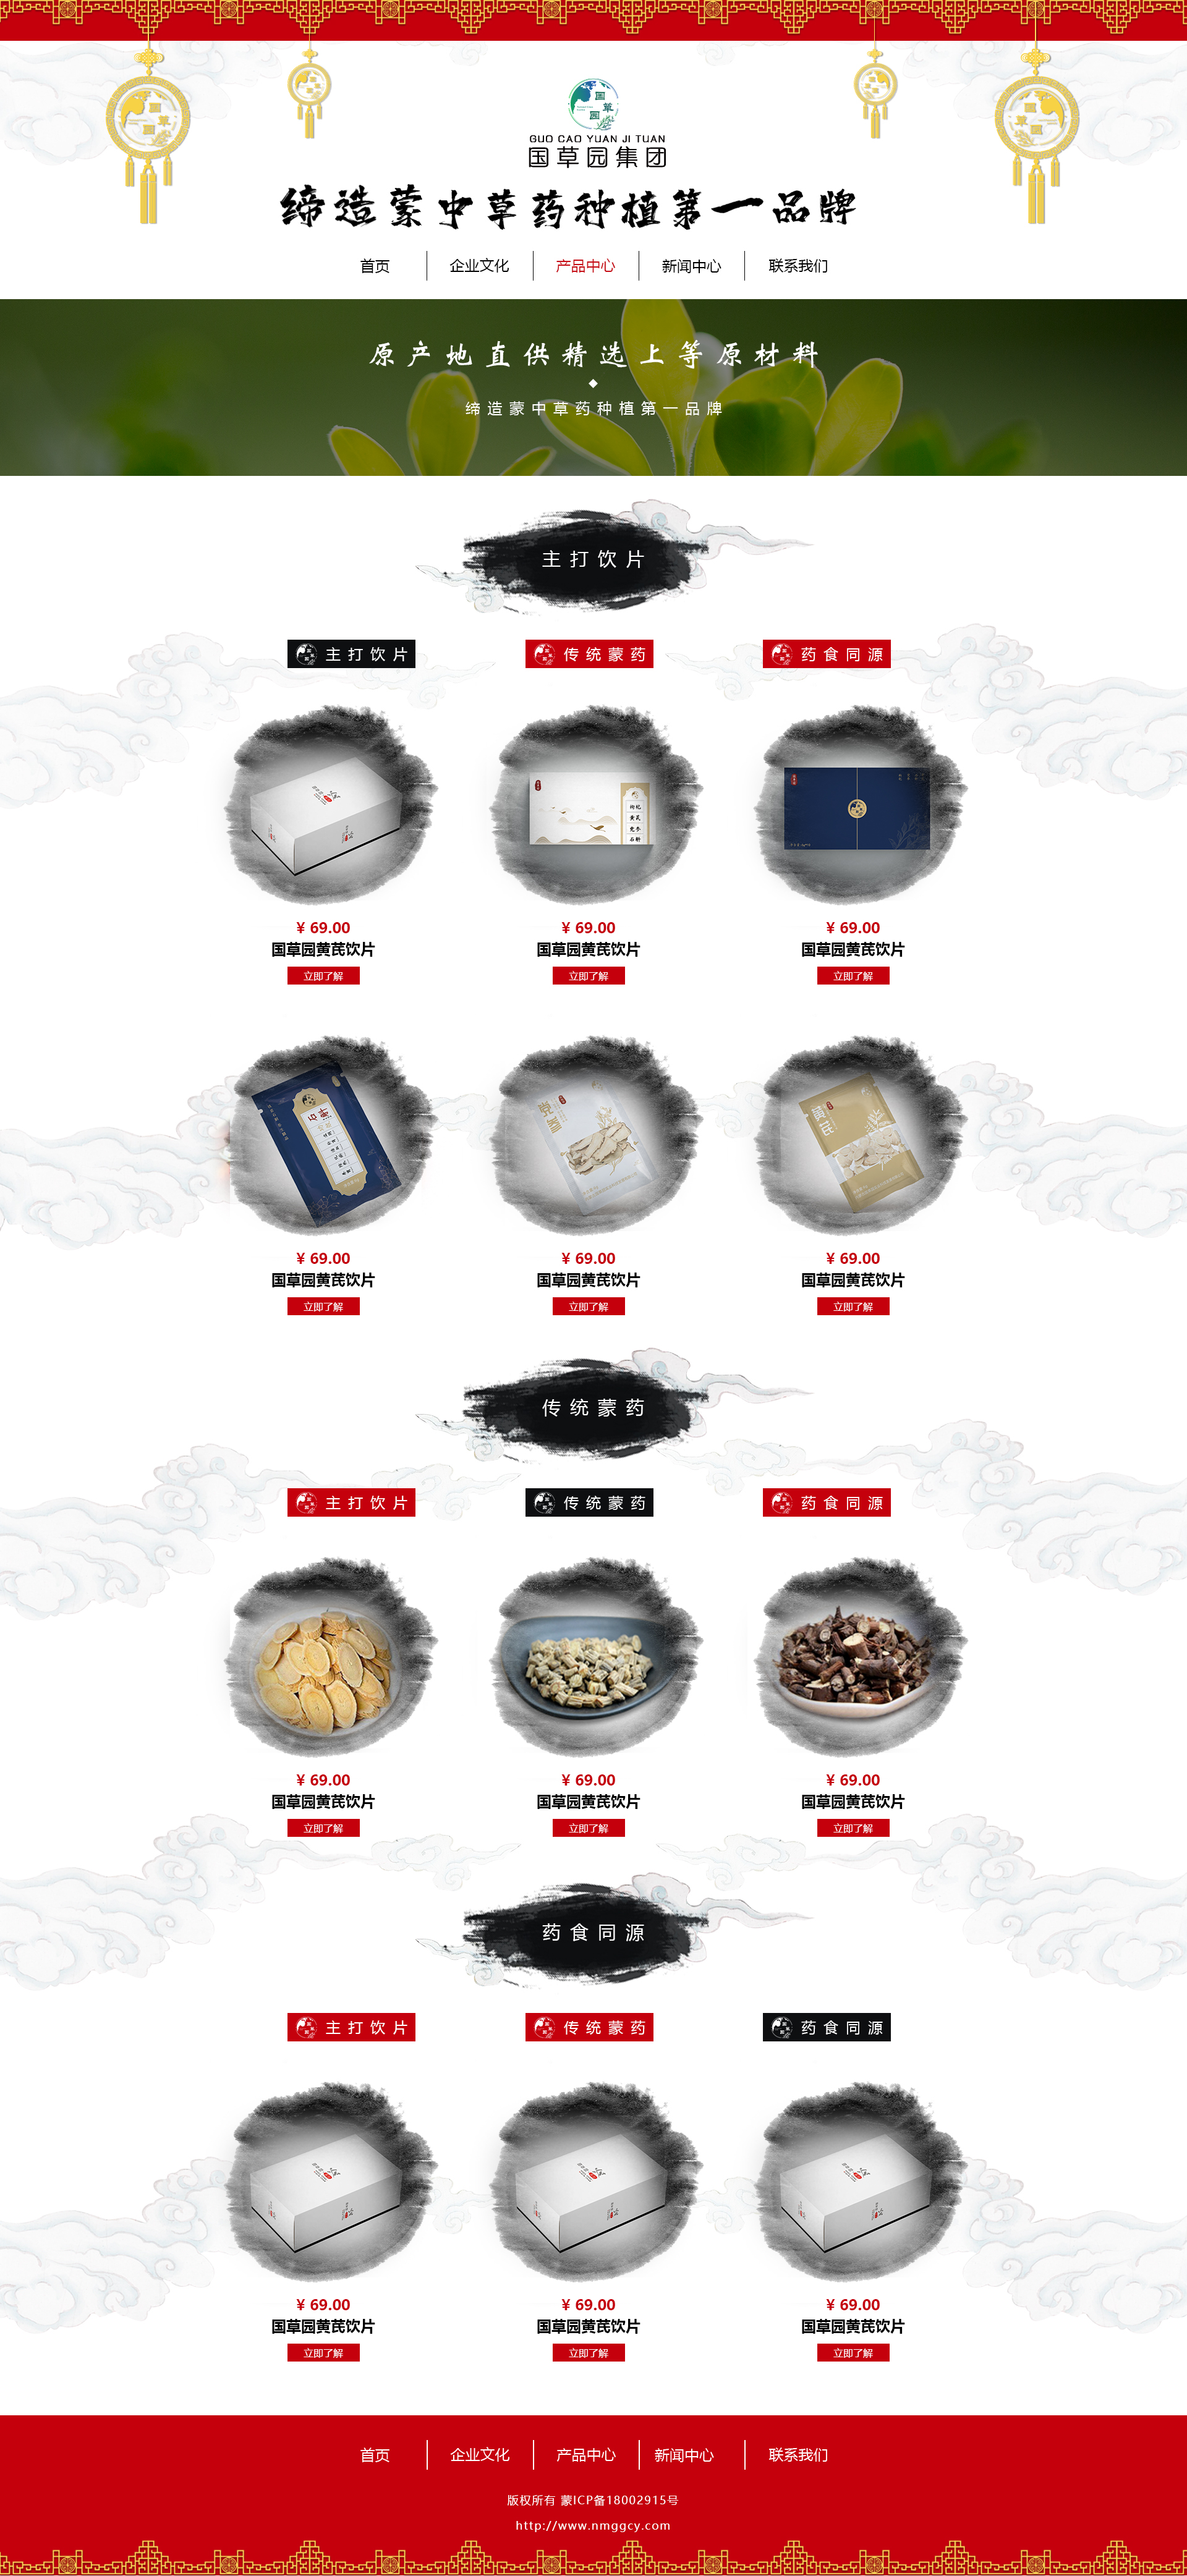 国草园
GUO CAO YUAN JI TUAN
国草园集团
缔造蒙中草药种植第一品牌
首页 企业文化 产品中心 新闻中心 联系我们
原产地直供精选上等原材料
缔造蒙中草药种植第一品牌
主打饮片
主打饮片 传统蒙药 药食同源
枸杞
黄芪
党参
¥ 69.00 ¥ 69.00 ¥ 69.00
国草园黄芪饮片 国草园黄芪饮片 国草园黄芪饮片
立即了解 立即了解 立即了解
¥ 69.00 ¥ 69.00 ¥ 69.00
国草园黄芪饮片 国草园黄芪饮片 国草园黄芪饮片
立即了解 立即了解 立即了解
传统蒙药
主打饮片 传统蒙药 药食同源
¥ 69.00 ¥ 69.00 ¥ 69.00
国草园黄芪饮片 国草园黄芪饮片 国草园黄芪饮片
立即了解 立即了解 立即了解
药食同源
主打饮片 传统蒙药 药食同源
¥ 69.00 ¥ 69.00 ¥ 69.00
国草园黄芪饮片 国草园黄芪饮片 国草园黄芪饮片
立即了解 立即了解 立即了解
首页 企业文化 产品中心 新闻中心 联系我们
版权所有 蒙ICP备18002915号
http://www.nmggcy.com